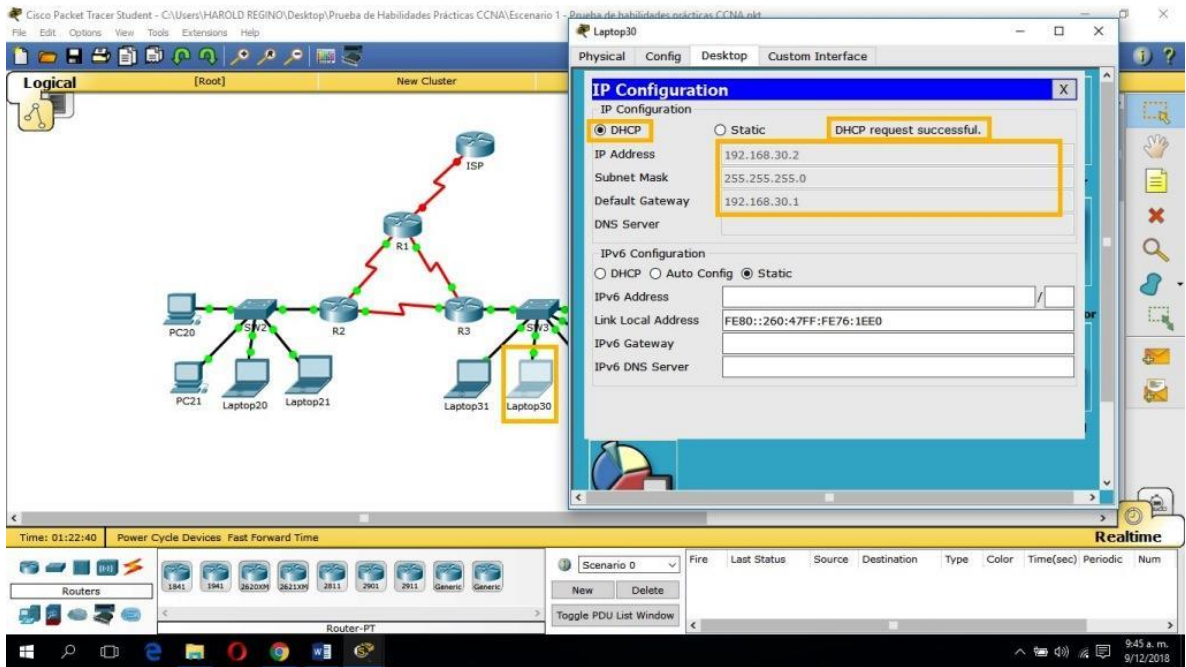 Cisco Packet Tracer Student - C:\Users\HAROLD REGINO\Desktop\Prueba de Habilidades Prácticas CCNA\Escenario 1 - Prueba de habilidades prácticas CCNA.pkt
File Edit Options View Tools Extensions Help
Logical
[Root]
New Cluster
ISP
R1
PC20
SW2
R2
R3
SW3
PC21
Laptop20
Laptop21
Laptop31
Laptop30
Laptop30
Physical Config Desktop Custom Interface
IP Configuration X
IP Configuration
DHCP Static DHCP request successful.
IP Address 192.168.30.2
Subnet Mask 255.255.255.0
Default Gateway 192.168.30.1
DNS Server
IPv6 Configuration
DHCP Auto Config Static
IPv6 Address /
Link Local Address FE80::260:47FF:FE76:1EE0
IPv6 Gateway
IPv6 DNS Server
or
Time: 01:22:40 Power Cycle Devices Fast Forward Time
Realtime
Routers
1841 1941 2620XM 2621XM 2811 2901 2911 Generic Generic
Router-PT
Scenario 0
New Delete
Toggle PDU List Window
Fire Last Status Source Destination Type Color Time(sec) Periodic Num
9:45 a. m.
9/12/2018